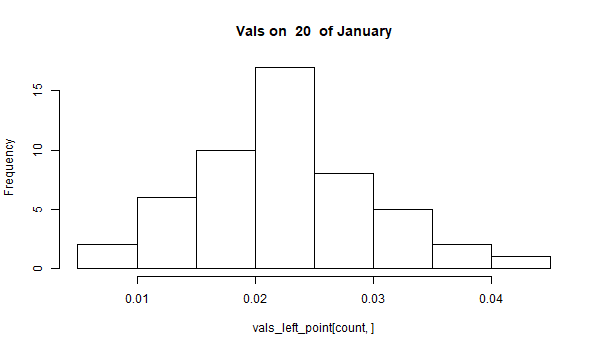 Vals on  20  of January
Frequency
15
10
5
0
0.01 0.02 0.03 0.04
vals_left_point[count, ]